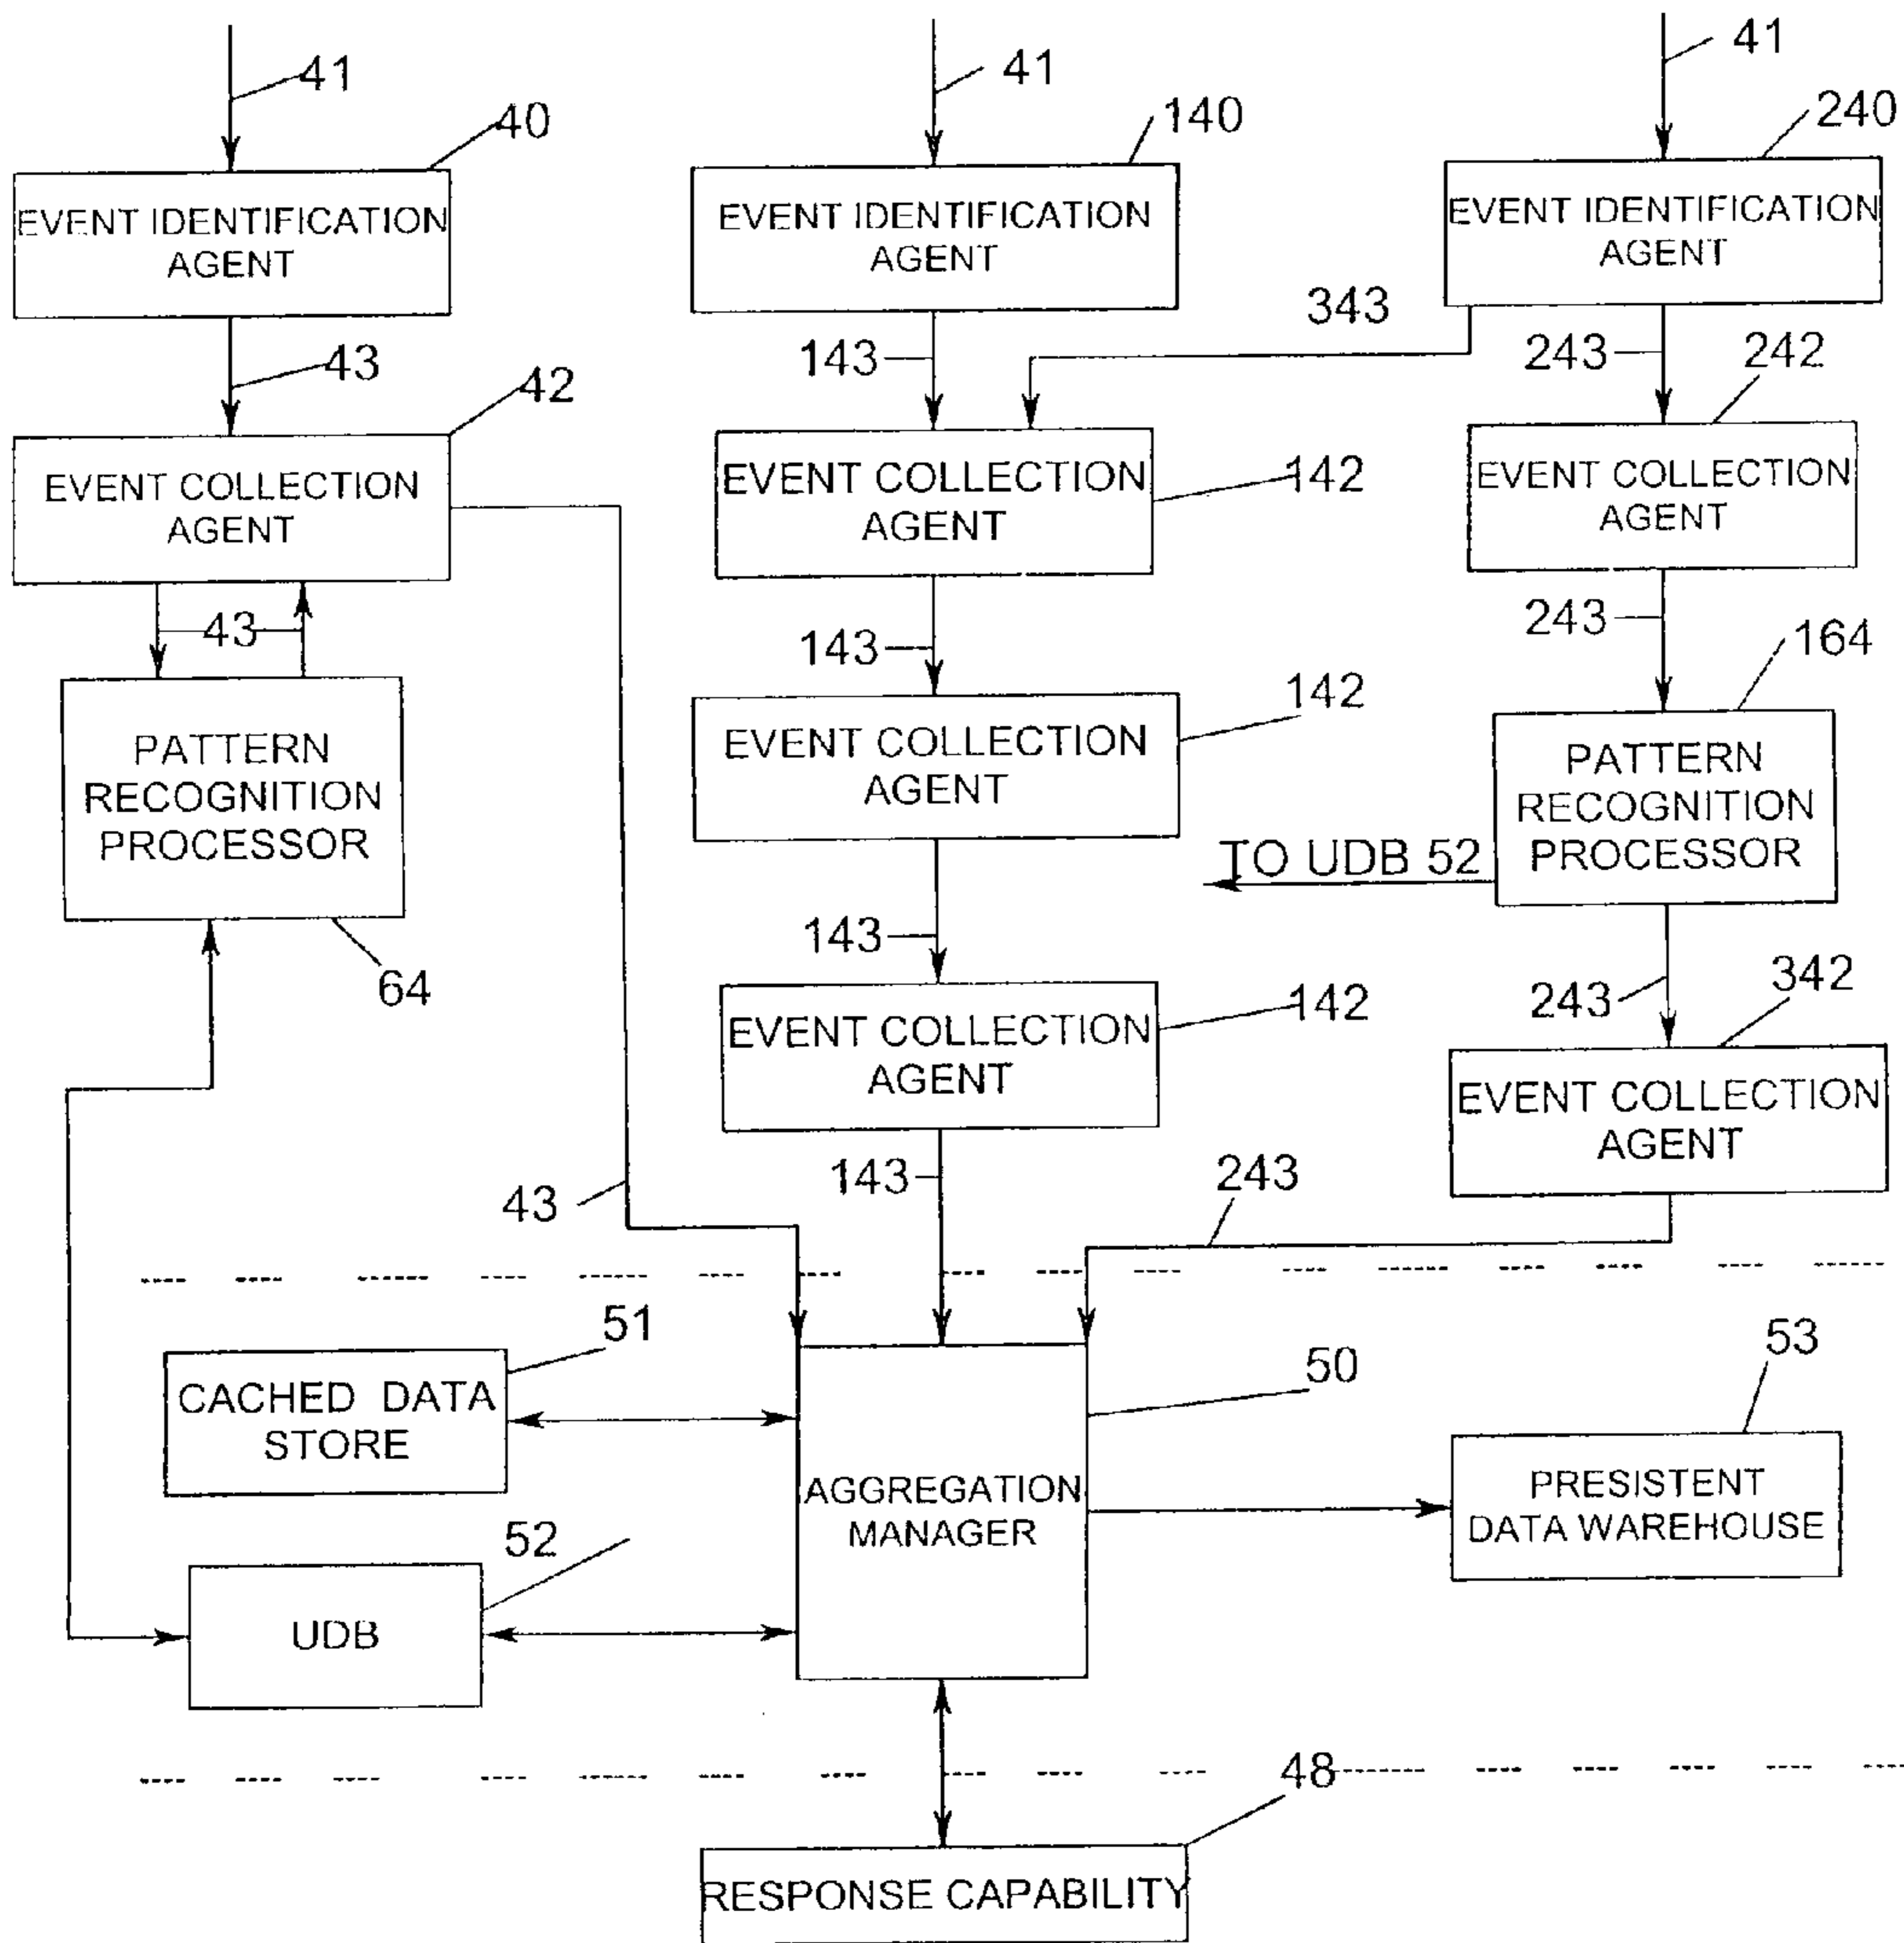 41
41
41
40
140
240
EVENT IDENTIFICATION
AGENT
EVENT IDENTIFICATION
AGENT
EVENT IDENTIFICATION
AGENT
343
43
143
243
242
42
EVENT COLLECTION
AGENT
EVENT COLLECTION
AGENT
142
EVENT COLLECTION
AGENT
43
143
243
164
142
PATTERN
RECOGNITION
PROCESSOR
EVENT COLLECTION
AGENT
PATTERN
RECOGNITION
PROCESSOR
TO UDB 52
64
143
243
342
142
EVENT COLLECTION
AGENT
EVENT COLLECTION
AGENT
43
143
243
51
50
53
CACHED DATA
STORE
AGGREGATION
MANAGER
PRESISTENT
DATA WAREHOUSE
52
UDB
48
RESPONSE CAPABILITY